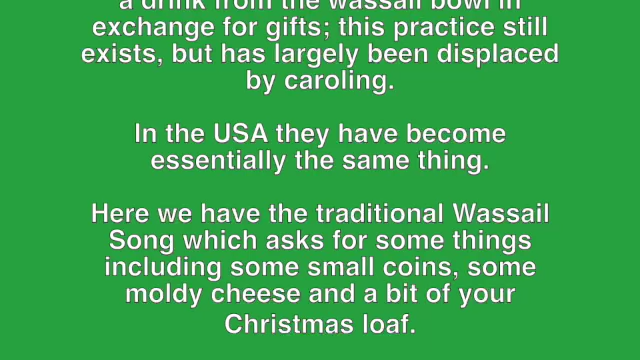 a drink from the wassail bowl in
exchange for gifts; this practice still
exists, but has largely been displaced
by caroling.
In the USA they have become
essentially the same thing.
Here we have the traditional Wassail
Song which asks for some things
including some small coins, some
moldy cheese and a bit of your
Christmas loaf.